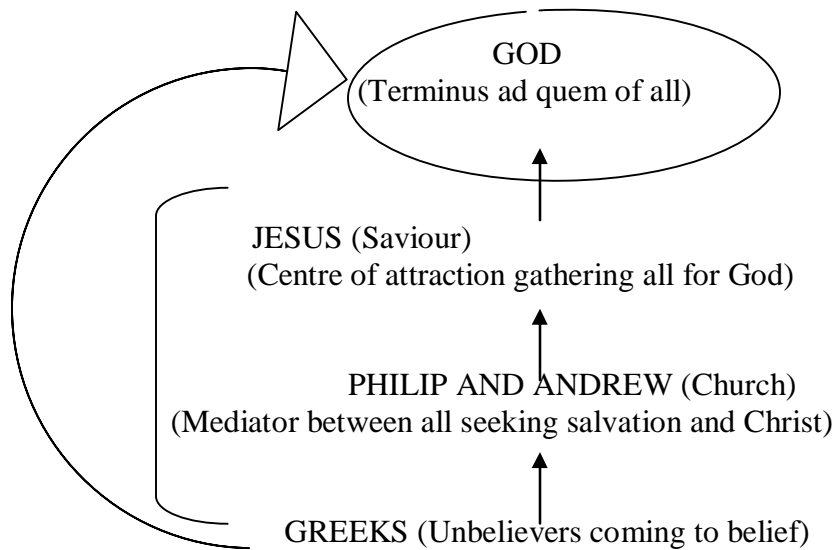 GOD
(Terminus ad quem of all)
JESUS (Saviour)
(Centre of attraction gathering all for God)
PHILIP AND ANDREW (Church)
(Mediator between all seeking salvation and Christ)
GREEKS (Unbelievers coming to belief)